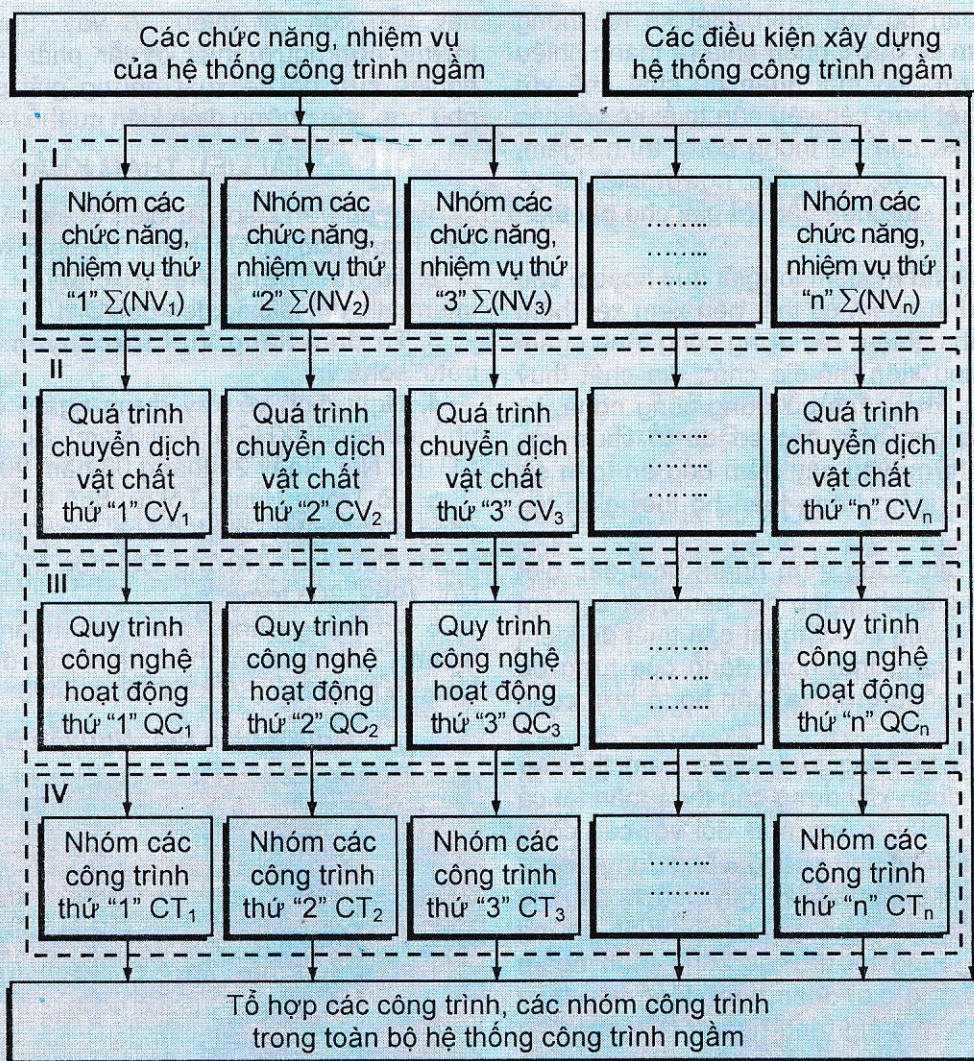 Các chức năng, nhiệm vụ
của hệ thống công trình ngầm
Các điều kiện xây dựng
hệ thống công trình ngầm
I
Nhóm các
chức năng,
nhiệm vụ thứ
“1” ∑(NV₁)
Nhóm các
chức năng,
nhiệm vụ thứ
“2” ∑(NV₂)
Nhóm các
chức năng,
nhiệm vụ thứ
“3” ∑(NV₃)
........
........
........
Nhóm các
chức năng,
nhiệm vụ thứ
“n” ∑(NVₙ)
II
Quá trình
chuyển dịch
vật chất
thứ “1” CV₁
Quá trình
chuyển dịch
vật chất
thứ “2” CV₂
Quá trình
chuyển dịch
vật chất
thứ “3” CV₃
........
........
........
Quá trình
chuyển dịch
vật chất
thứ “n” CVₙ
III
Quy trình
công nghệ
hoạt động
thứ “1” QC₁
Quy trình
công nghệ
hoạt động
thứ “2” QC₂
Quy trình
công nghệ
hoạt động
thứ “3” QC₃
........
........
........
Quy trình
công nghệ
hoạt động
thứ “n” QCₙ
IV
Nhóm các
công trình
thứ “1” CT₁
Nhóm các
công trình
thứ “2” CT₂
Nhóm các
công trình
thứ “3” CT₃
........
........
........
Nhóm các
công trình
thứ “n” CTₙ
Tổ hợp các công trình, các nhóm công trình
trong toàn bộ hệ thống công trình ngầm